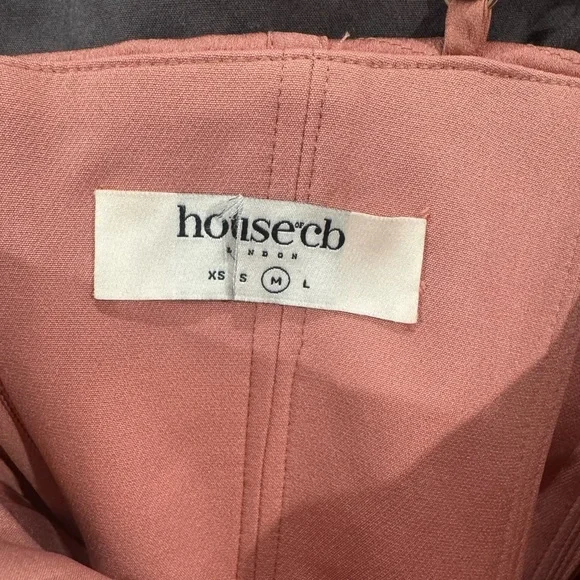 house OF cb
LONDON
XS S M L